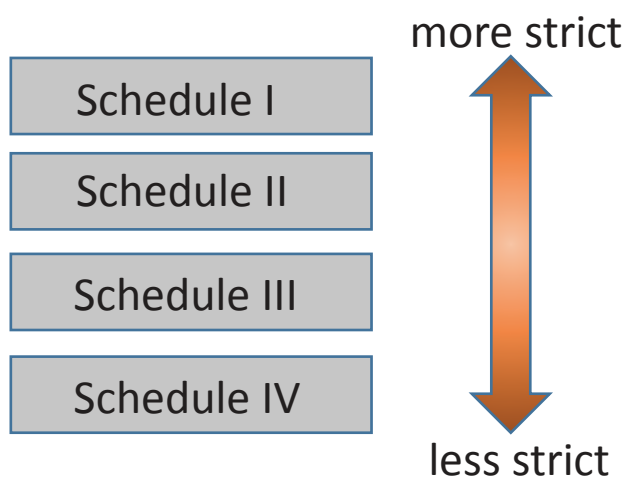 more strict
Schedule I
Schedule II
Schedule III
Schedule IV
less strict